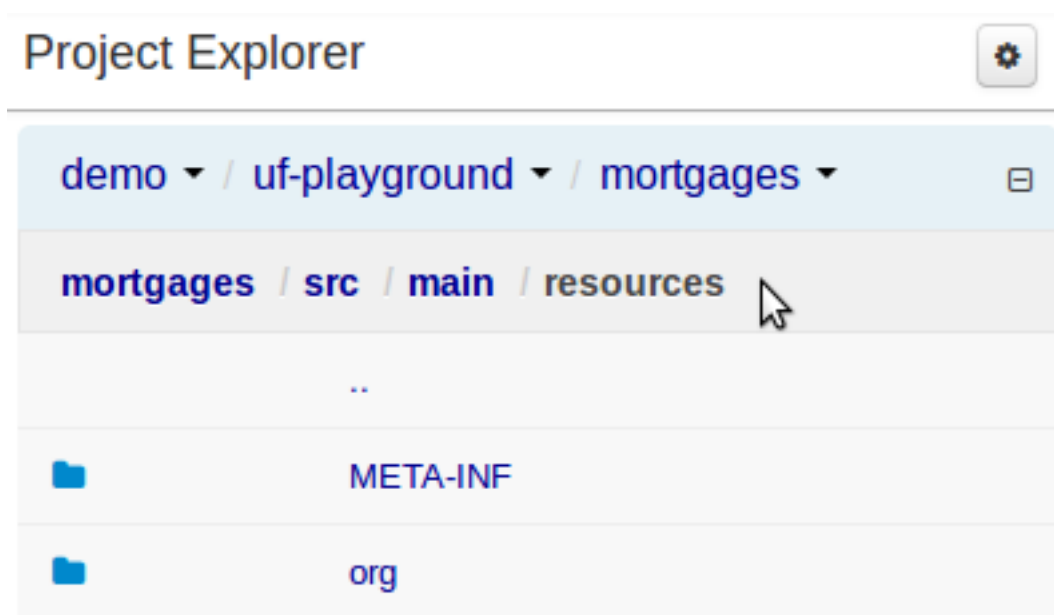 Project Explorer
demo / uf-playground / mortgages
mortgages / src / main / resources
..
META-INF
org